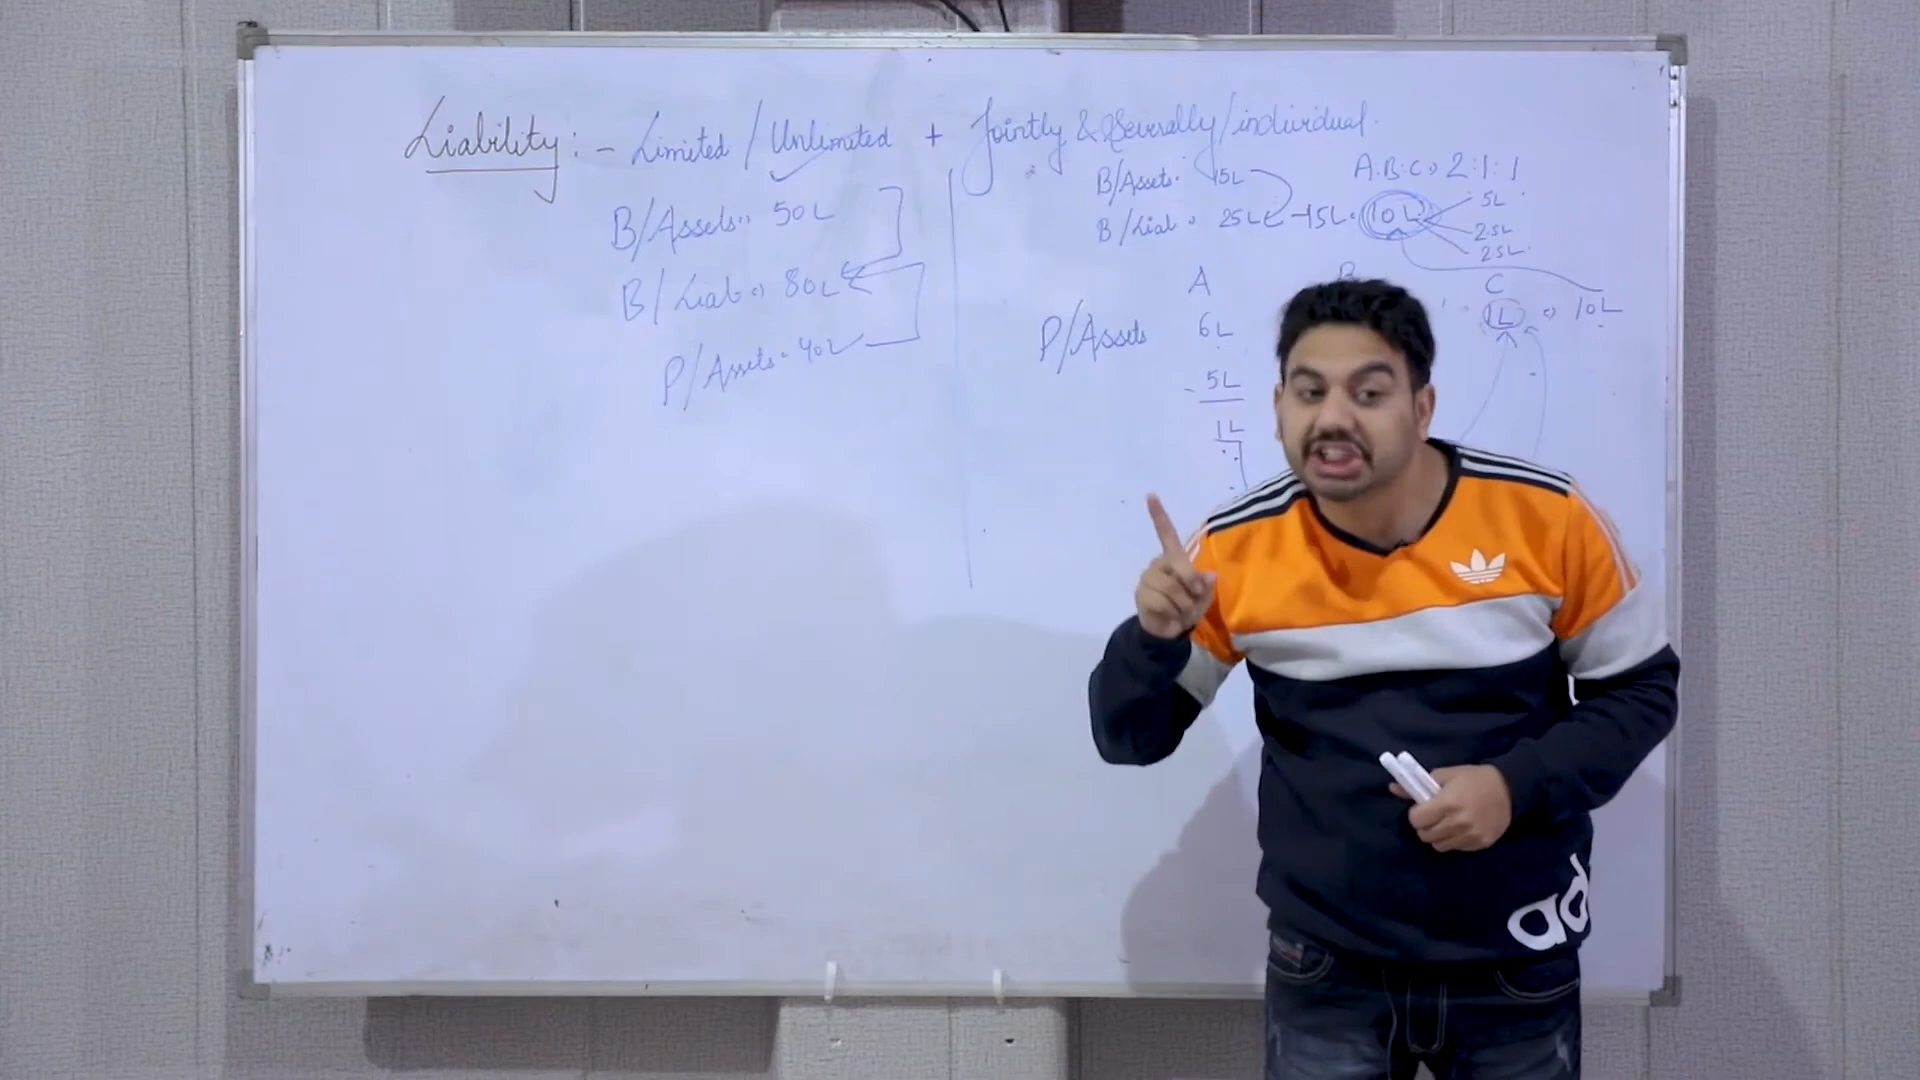 Liability :- Limited / Unlimited + Jointly & Severally/individual.
B/Assets = 50L
B/Liab = 80L
P/Assets = 40L
B/Assets = 15L
A:B:C = 2:1:1
B/Liab = 25L - 15L = 10L
5L
2.5L
2.5L
A B C
P/Assets 6L 1L = 10L
- 5L
1L
ad